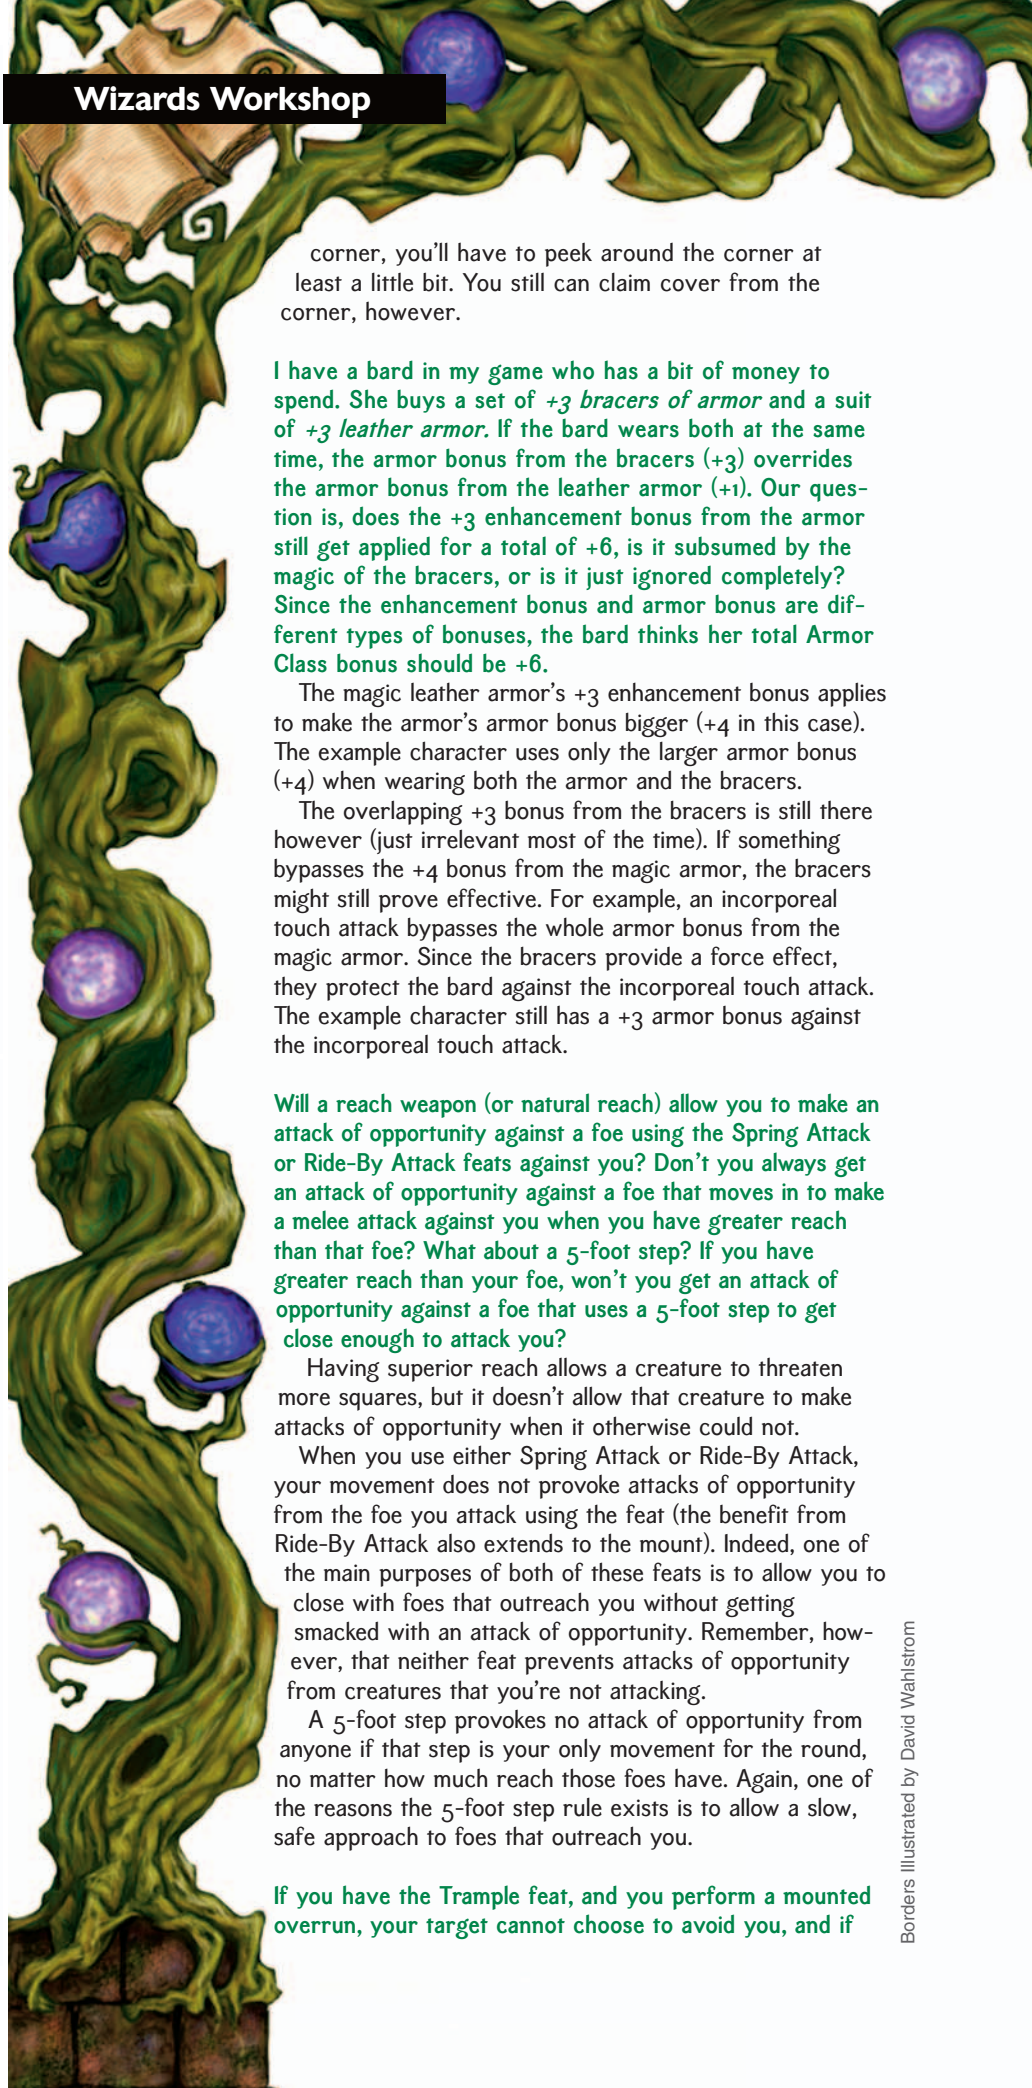 Wizards Workshop
corner, you'll have to peek around the corner at
least a little bit. You still can claim cover from the
corner, however.
I have a bard in my game who has a bit of money to
spend. She buys a set of +3 bracers of armor and a suit
of +3 leather armor. If the bard wears both at the same
time, the armor bonus from the bracers (+3) overrides
the armor bonus from the leather armor (+1). Our ques-
tion is, does the +3 enhancement bonus from the armor
still get applied for a total of +6, is it subsumed by the
magic of the bracers, or is it just ignored completely?
Since the enhancement bonus and armor bonus are dif-
ferent types of bonuses, the bard thinks her total Armor
Class bonus should be +6.
The magic leather armor's +3 enhancement bonus applies
to make the armor's armor bonus bigger (+4 in this case).
The example character uses only the larger armor bonus
(+4) when wearing both the armor and the bracers.
The overlapping +3 bonus from the bracers is still there
however (just irrelevant most of the time). If something
bypasses the +4 bonus from the magic armor, the bracers
might still prove effective. For example, an incorporeal
touch attack bypasses the whole armor bonus from the
magic armor. Since the bracers provide a force effect,
they protect the bard against the incorporeal touch attack.
The example character still has a +3 armor bonus against
the incorporeal touch attack.
Will a reach weapon (or natural reach) allow you to make an
attack of opportunity against a foe using the Spring Attack
or Ride-By Attack feats against you? Don't you always get
an attack of opportunity against a foe that moves in to make
a melee attack against you when you have greater reach
than that foe? What about a 5-foot step? If you have
greater reach than your foe, won't you get an attack of
opportunity against a foe that uses a 5-foot step to get
close enough to attack you?
Having superior reach allows a creature to threaten
more squares, but it doesn't allow that creature to make
attacks of opportunity when it otherwise could not.
When you use either Spring Attack or Ride-By Attack,
your movement does not provoke attacks of opportunity
from the foe you attack using the feat (the benefit from
Ride-By Attack also extends to the mount). Indeed, one of
the main purposes of both of these feats is to allow you to
close with foes that outreach you without getting
smacked with an attack of opportunity. Remember, how-
ever, that neither feat prevents attacks of opportunity
from creatures that you're not attacking.
A 5-foot step provokes no attack of opportunity from
anyone if that step is your only movement for the round,
no matter how much reach those foes have. Again, one of
the reasons the 5-foot step rule exists is to allow a slow,
safe approach to foes that outreach you.
If you have the Trample feat, and you perform a mounted
overrun, your target cannot choose to avoid you, and if
Borders Illustrated by David Wahlstrom